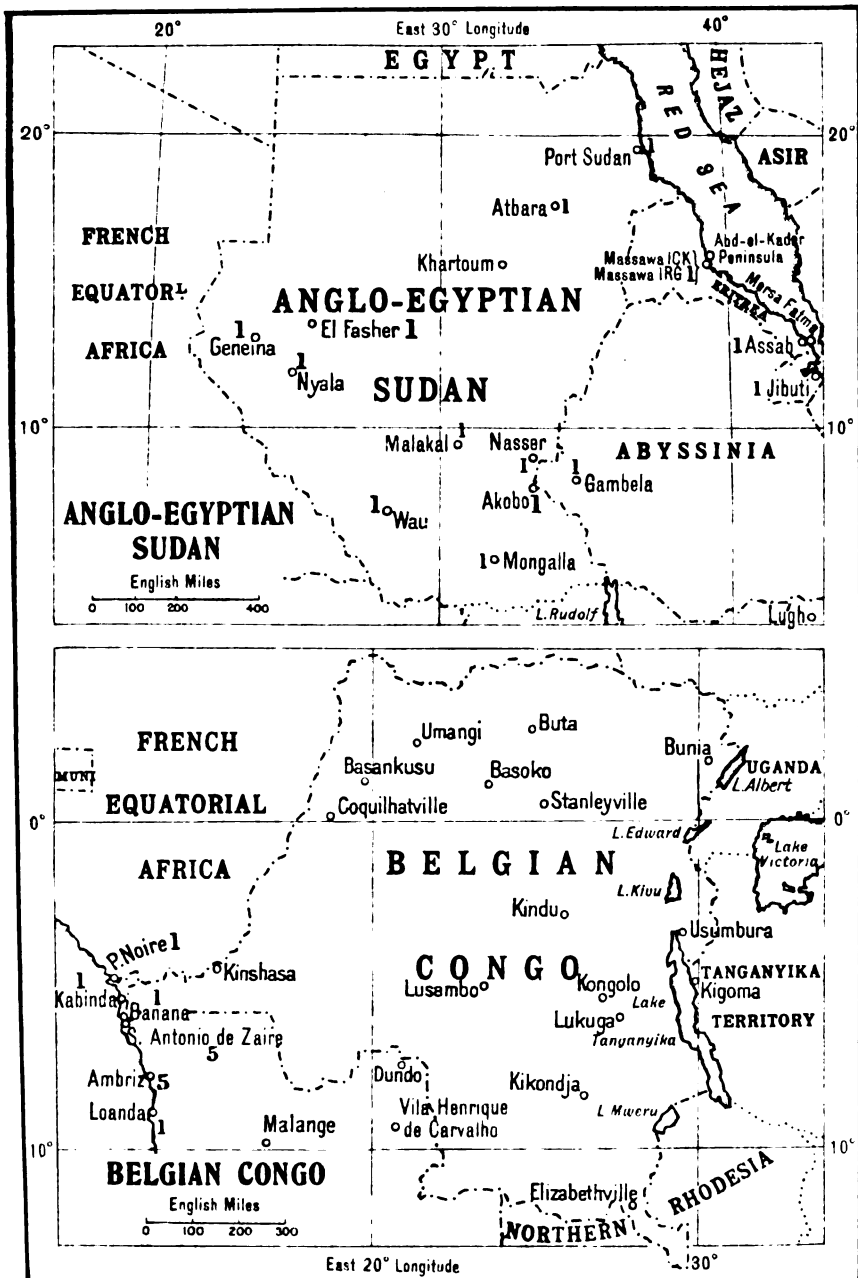 East 30° Longitude
20°
40°
EGYPT
HEJAZ
RED SEA
20°
20°
Port Sudan 1
ASIR
Atbara 1
FRENCH
EQUATORL
AFRICA
Khartoum
Abd-el-Kader
Peninsula
Massawa ICK
Massawa IRG 1
ERITREA
Mersa Fatma
ANGLO-EGYPTIAN
SUDAN
1
Geneina
El Fasher 1
1
Nyala
1 Assab
1 Jibuti
10°
10°
Malakal 1
Nasser
1
ABYSSINIA
1
Gambela
Akobo 1
1 Wau
1 Mongalla
ANGLO-EGYPTIAN
SUDAN
English Miles
0 100 200 300 400
L. Rudolf
Lugh
FRENCH
EQUATORIAL
AFRICA
MUNI
Umangi
Buta
Bunia
Basankusu
Basoko
UGANDA
L. Albert
Coquilhatville
Stanleyville
0°
0°
L. Edward
Lake
Victoria
BELGIAN
CONGO
L. Kivu
Kindu
Usumbura
P. Noire 1
Kinshasa
1
Kabinda
1
Banana
S. Antonio de Zaire
5
Lusambo
Kongolo
Lukuga
Lake
Tanganyika
TANGANYIKA
Kigoma
TERRITORY
Ambriz 5
Dundo
Kikondja
Loanda
1
Malange
Vila Henrique
de Carvalho
L. Mweru
10°
10°
BELGIAN CONGO
English Miles
0 100 200 300
Elizabethville
NORTHERN
RHODESIA
East 20° Longitude
30°